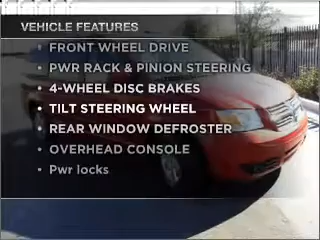 VEHICLE FEATURES
• FRONT WHEEL DRIVE
• PWR RACK & PINION STEERING
• 4-WHEEL DISC BRAKES
• TILT STEERING WHEEL
• REAR WINDOW DEFROSTER
• OVERHEAD CONSOLE
• Pwr locks